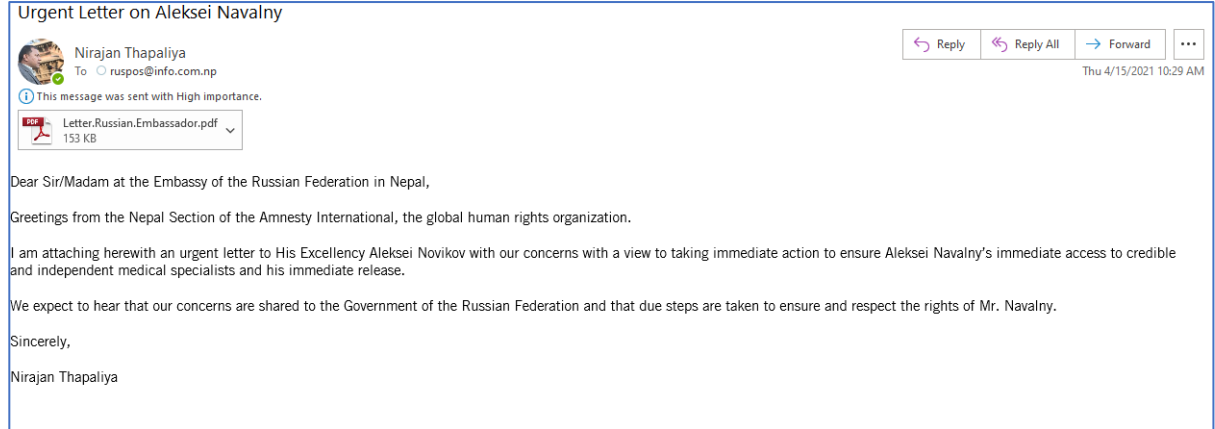 Urgent Letter on Aleksei Navalny
Nirajan Thapaliya
Reply
Reply All
Forward
To ruspos@info.com.np
Thu 4/15/2021 10:29 AM
This message was sent with High importance.
PDF
Letter.Russian.Embassador.pdf
153 KB
Dear Sir/Madam at the Embassy of the Russian Federation in Nepal,
Greetings from the Nepal Section of the Amnesty International, the global human rights organization.
I am attaching herewith an urgent letter to His Excellency Aleksei Novikov with our concerns with a view to taking immediate action to ensure Aleksei Navalny's immediate access to credible
and independent medical specialists and his immediate release.
We expect to hear that our concerns are shared to the Government of the Russian Federation and that due steps are taken to ensure and respect the rights of Mr. Navalny.
Sincerely,
Nirajan Thapaliya